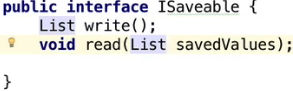 public interface ISaveable {
List write();
void read(List savedValues);
}